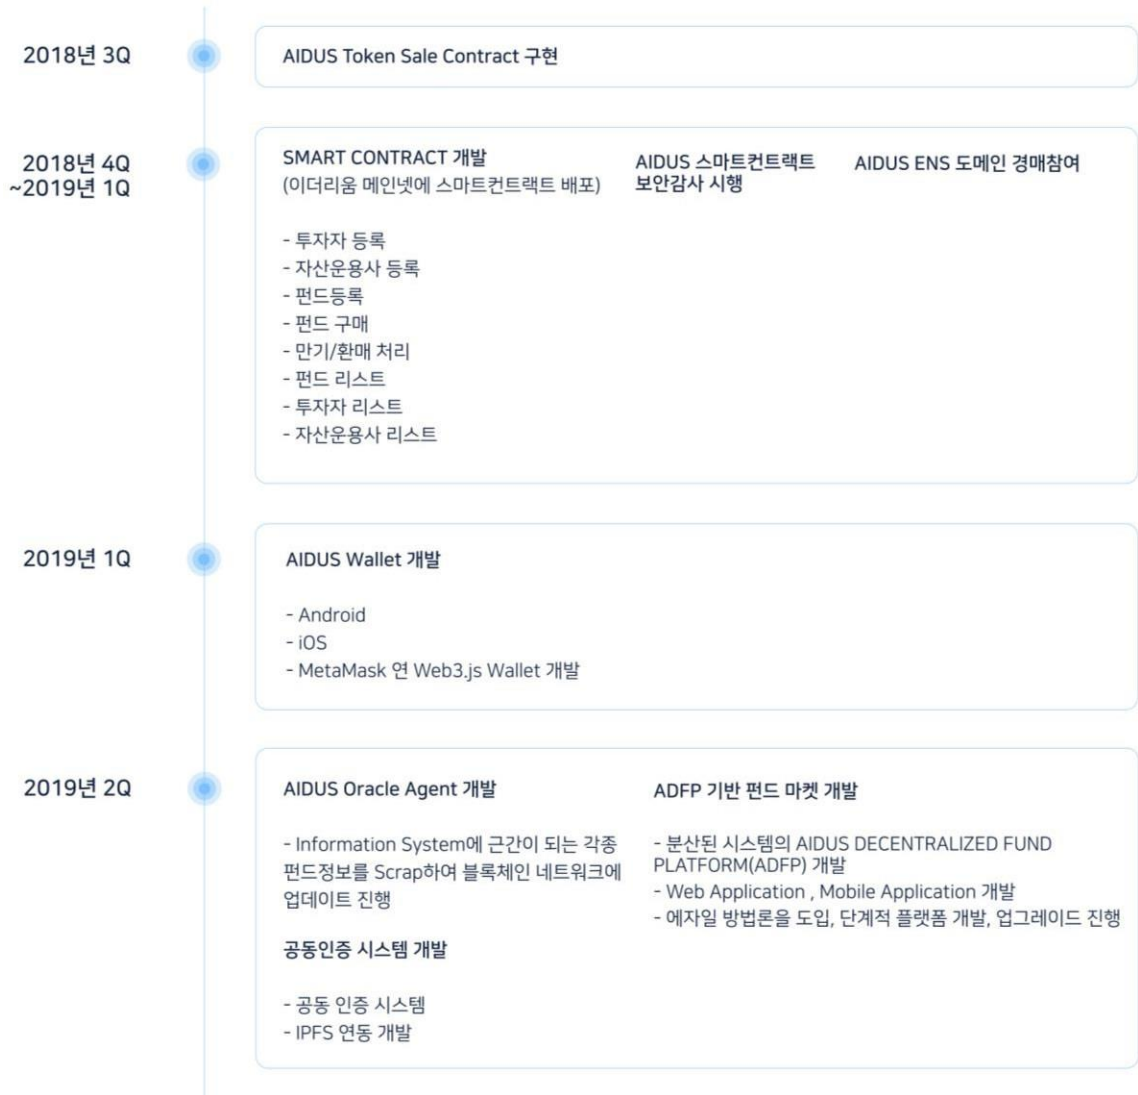 2018년 3Q
AIDUS Token Sale Contract 구현
2018년 4Q
~2019년 1Q
SMART CONTRACT 개발
(이더리움 메인넷에 스마트컨트랙트 배포)
- 투자자 등록
- 자산운용사 등록
- 펀드등록
- 펀드 구매
- 만기/환매 처리
- 펀드 리스트
- 투자자 리스트
- 자산운용사 리스트
AIDUS 스마트컨트랙트
보안감사 시행
AIDUS ENS 도메인 경매참여
2019년 1Q
AIDUS Wallet 개발
- Android
- iOS
- MetaMask 연 Web3.js Wallet 개발
2019년 2Q
AIDUS Oracle Agent 개발
- Information System에 근간이 되는 각종
펀드정보를 Scrap하여 블록체인 네트워크에
업데이트 진행
공동인증 시스템 개발
- 공동 인증 시스템
- IPFS 연동 개발
ADFP 기반 펀드 마켓 개발
- 분산된 시스템의 AIDUS DECENTRALIZED FUND
PLATFORM(ADFP) 개발
- Web Application , Mobile Application 개발
- 에자일 방법론을 도입, 단계적 플랫폼 개발, 업그레이드 진행